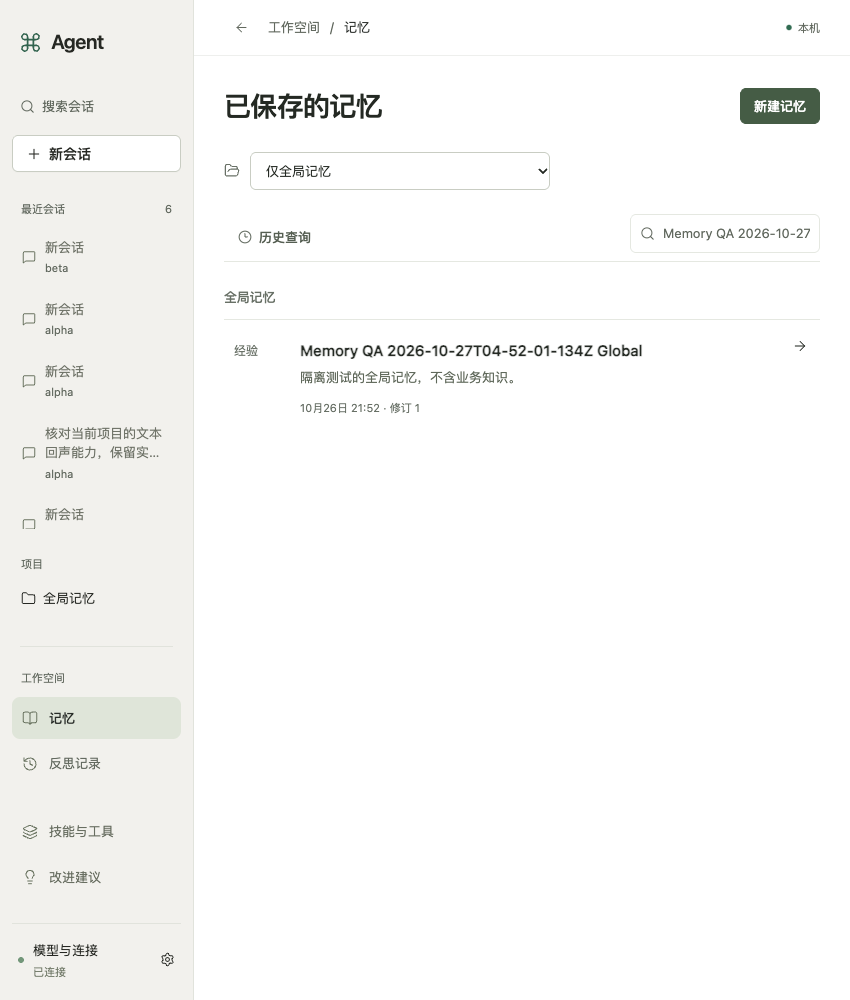 Agent
搜索会话
新会话
最近会话 6
新会话
beta
新会话
alpha
新会话
alpha
核对当前项目的文本
回声能力，保留实...
alpha
新会话
项目
全局记忆
工作空间
记忆
反思记录
技能与工具
改进建议
模型与连接
已连接
工作空间 / 记忆
本机
已保存的记忆
新建记忆
仅全局记忆
历史查询
Memory QA 2026-10-27
全局记忆
经验
Memory QA 2026-10-27T04-52-01-134Z Global
隔离测试的全局记忆，不含业务知识。
10月26日 21:52 · 修订 1